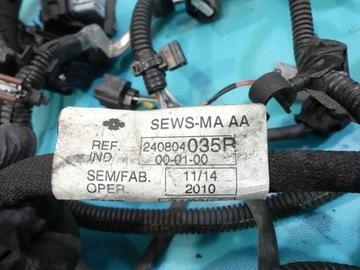 SEWS-MA AA
REF. 240804035R
IND 00-01-00
SEM/FAB. 11/14
OPER. 2010